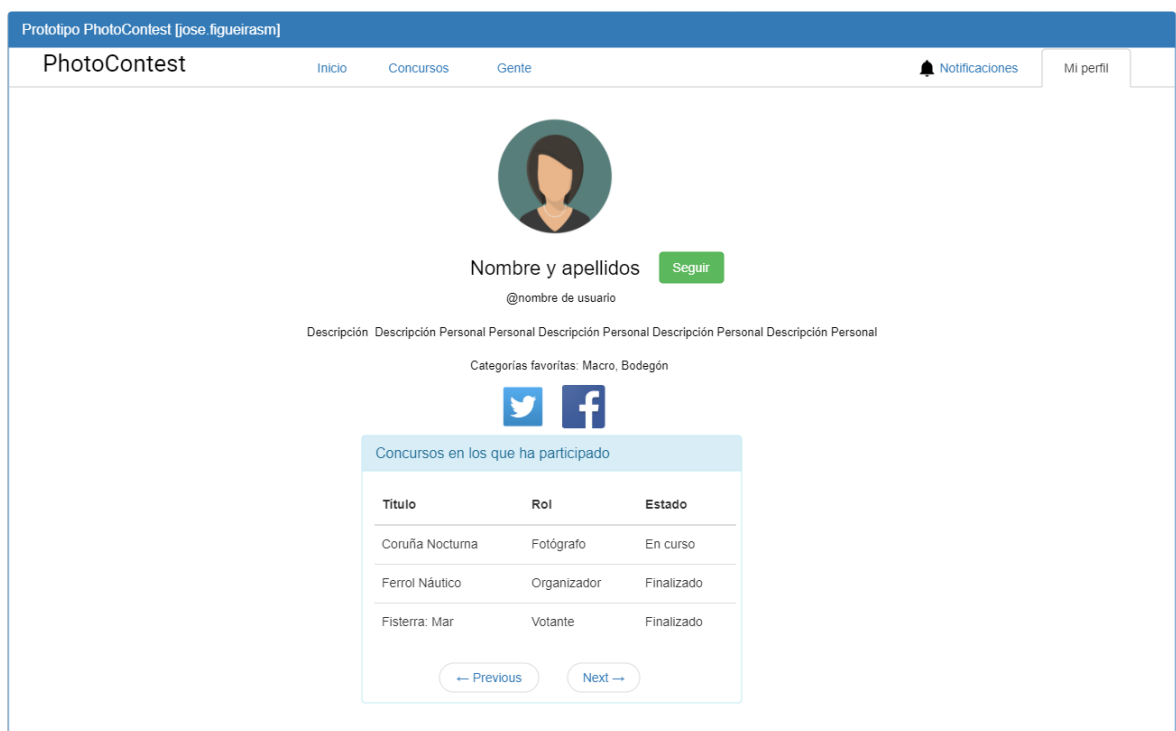 Prototipo PhotoContest [jose.figueirasm]
PhotoContest Inicio Concursos Gente Notificaciones Mi perfil
Nombre y apellidos Seguir
@nombre de usuario
Descripción Descripción Personal Personal Descripción Personal Descripción Personal Descripción Personal
Categorías favorítas: Macro, Bodegón
Concursos en los que ha participado
Título Rol Estado
Coruña Nocturna Fotógrafo En curso
Ferrol Náutico Organizador Finalizado
Fisterra: Mar Votante Finalizado
← Previous Next →